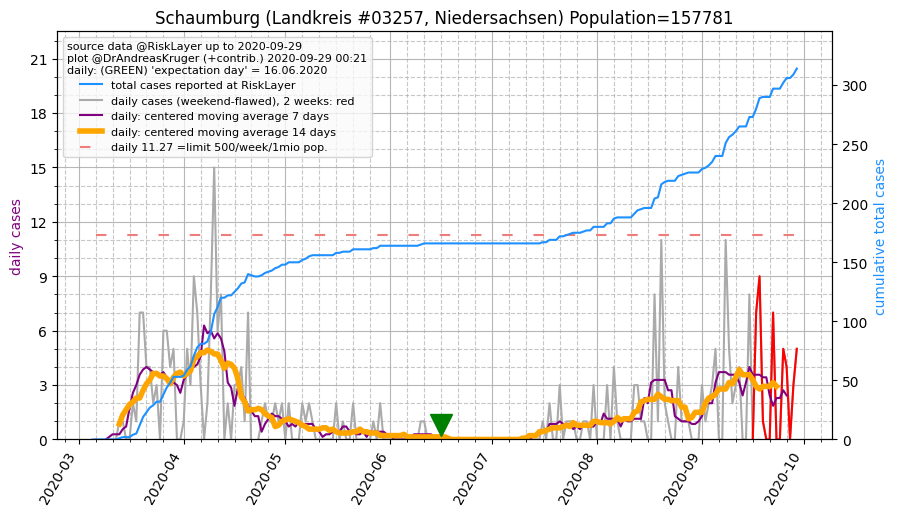 Schaumburg (Landkreis #03257, Niedersachsen) Population=157781
source data @RiskLayer up to 2020-09-29
plot @DrAndreasKruger (+contrib.) 2020-09-29 00:21
daily: (GREEN) 'expectation day' = 16.06.2020
total cases reported at RiskLayer
daily cases (weekend-flawed), 2 weeks: red
daily: centered moving average 7 days
daily: centered moving average 14 days
daily 11.27 =limit 500/week/1mio pop.
daily cases
21
18
15
12
9
6
3
0
cumulative total cases
300
250
200
150
100
50
0
2020-03
2020-04
2020-05
2020-06
2020-07
2020-08
2020-09
2020-10